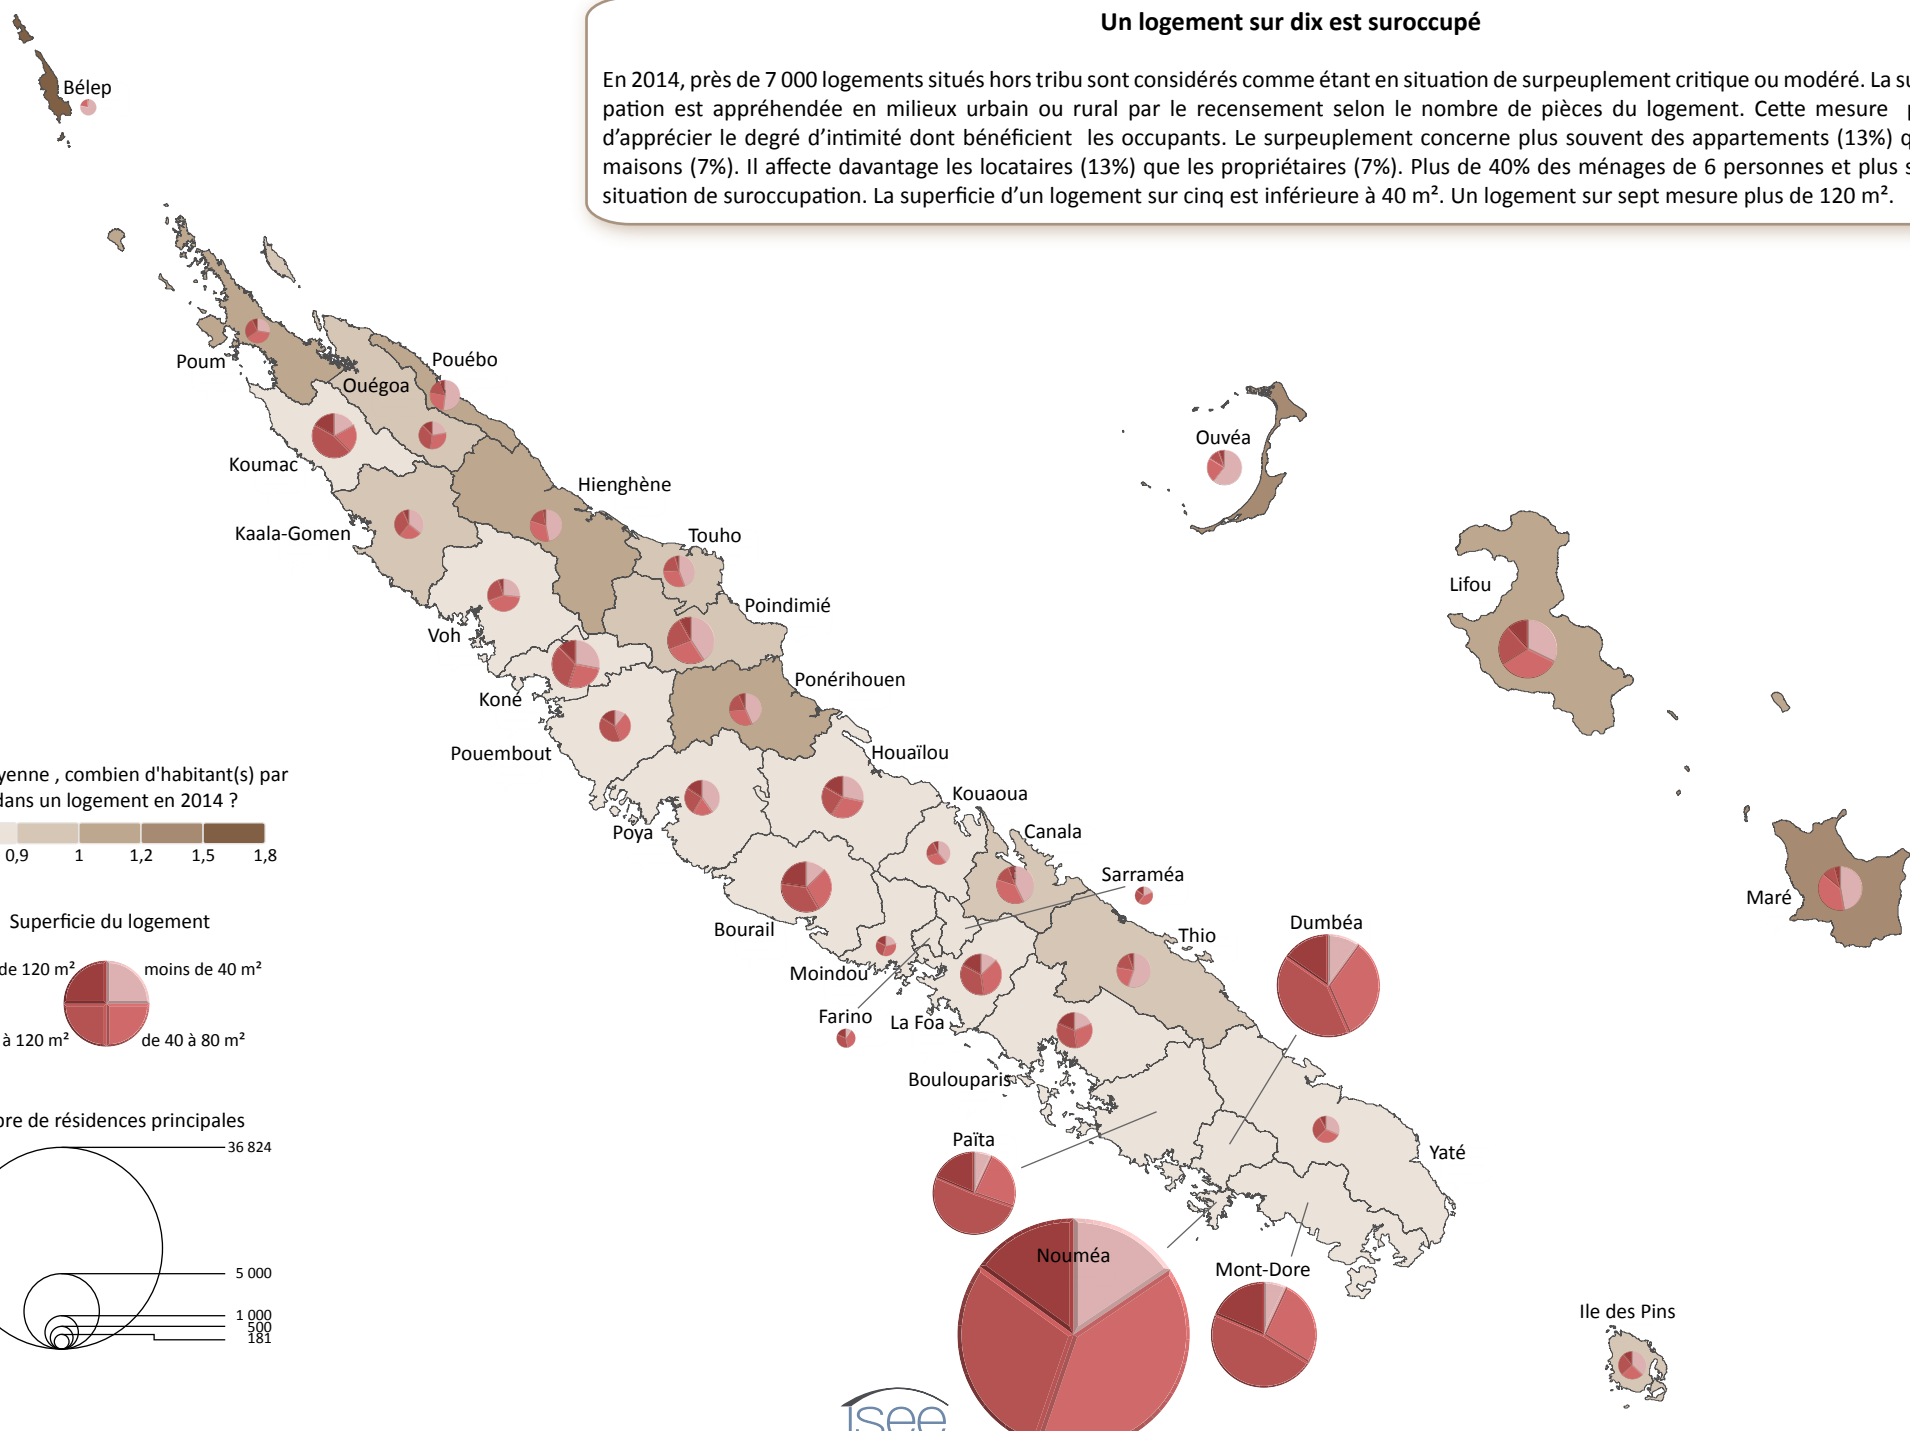 Un logement sur dix est suroccupé
En 2014, près de 7 000 logements situés hors tribu sont considérés comme étant en situation de surpeuplement critique ou modéré. La su
pation est appréhendée en milieu urbain ou rural par le recensement selon le nombre de pièces du logement. Cette mesure p
d'apprécier le degré d'intimité dont bénéficient les occupants. Le surpeuplement concerne plus souvent des appartements (13%) q
maisons (7%). Il affecte davantage les locataires (13%) que les propriétaires (7%). Plus de 40% des ménages de 6 personnes et plus s
situation de suroccupation. La superficie d'un logement sur cinq est inférieure à 40 m². Un logement sur sept mesure plus de 120 m².
Bélep
Poum
Pouébo
Ouégoa
Koumac
Hienghène
Kaala-Gomen
Touho
Poindimié
Voh
Koné
Ponérihouen
Pouembout
Houaïlou
Poya
Kouaoua
Canala
Sarraméa
Bourail
Thio
Moindou
Farino
La Foa
Dumbéa
Boulouparis
Païta
Yaté
Nouméa
Mont-Dore
Ile des Pins
Ouvéa
Lifou
Maré
yenne , combien d'habitant(s) par
dans un logement en 2014 ?
0,9 1 1,2 1,5 1,8
Superficie du logement
de 120 m² moins de 40 m²
à 120 m² de 40 à 80 m²
bre de résidences principales
36 824
5 000
1 000
500
181
isee